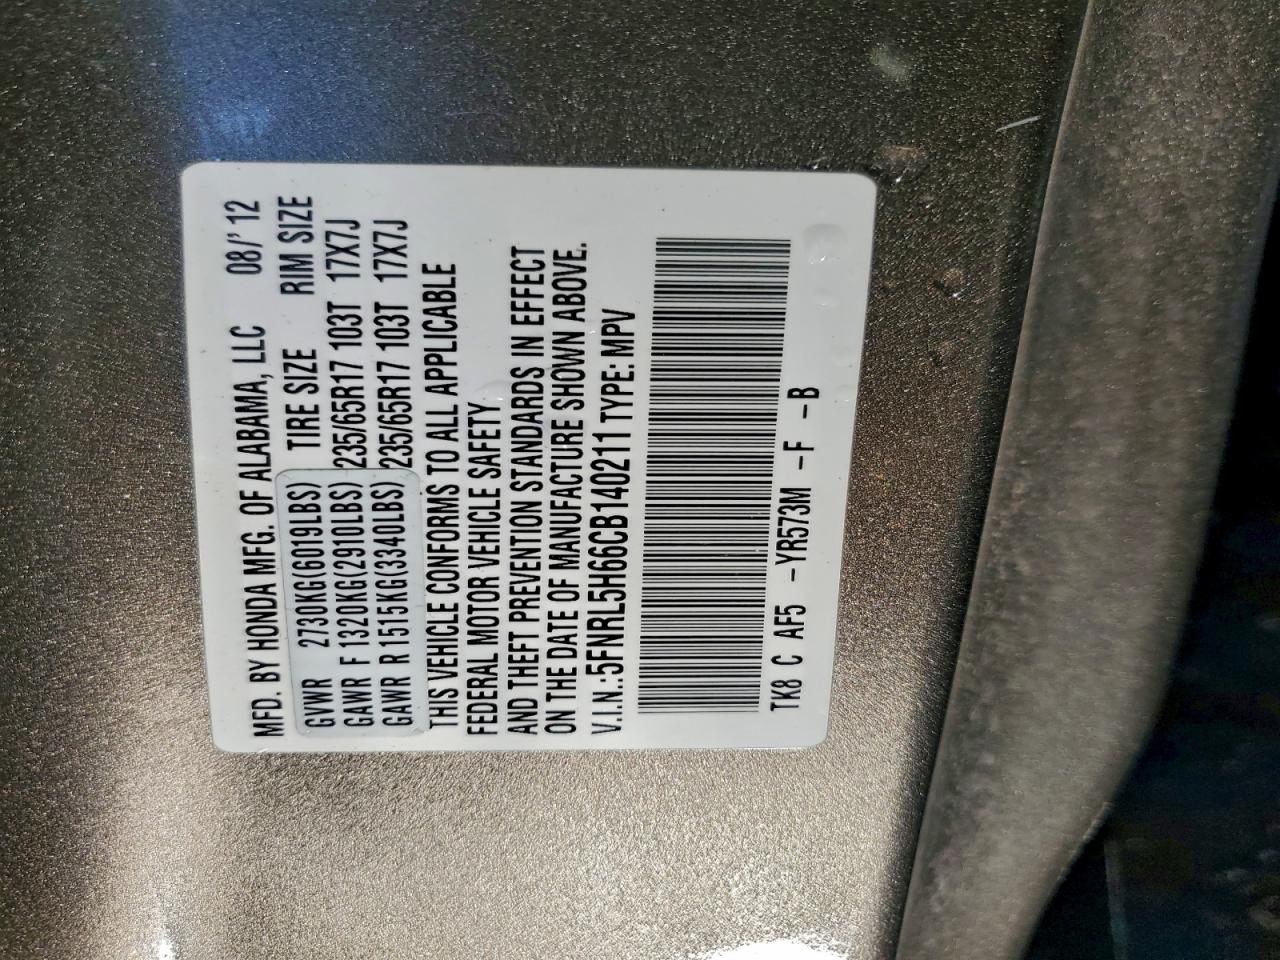 MFD. BY HONDA MFG. OF ALABAMA, LLC 08/'12
GVWR 2730KG(6019LBS) TIRE SIZE RIM SIZE
GAWR F 1320KG(2910LBS) 235/65R17 103T 17X7J
GAWR R 1515KG(3340LBS) 235/65R17 103T 17X7J
THIS VEHICLE CONFORMS TO ALL APPLICABLE
FEDERAL MOTOR VEHICLE SAFETY
AND THEFT PREVENTION STANDARDS IN EFFECT
ON THE DATE OF MANUFACTURE SHOWN ABOVE.
V.I.N.:5FNRL5H66CB140211 TYPE: MPV
TK8 C AF5 -YR573M -F -B